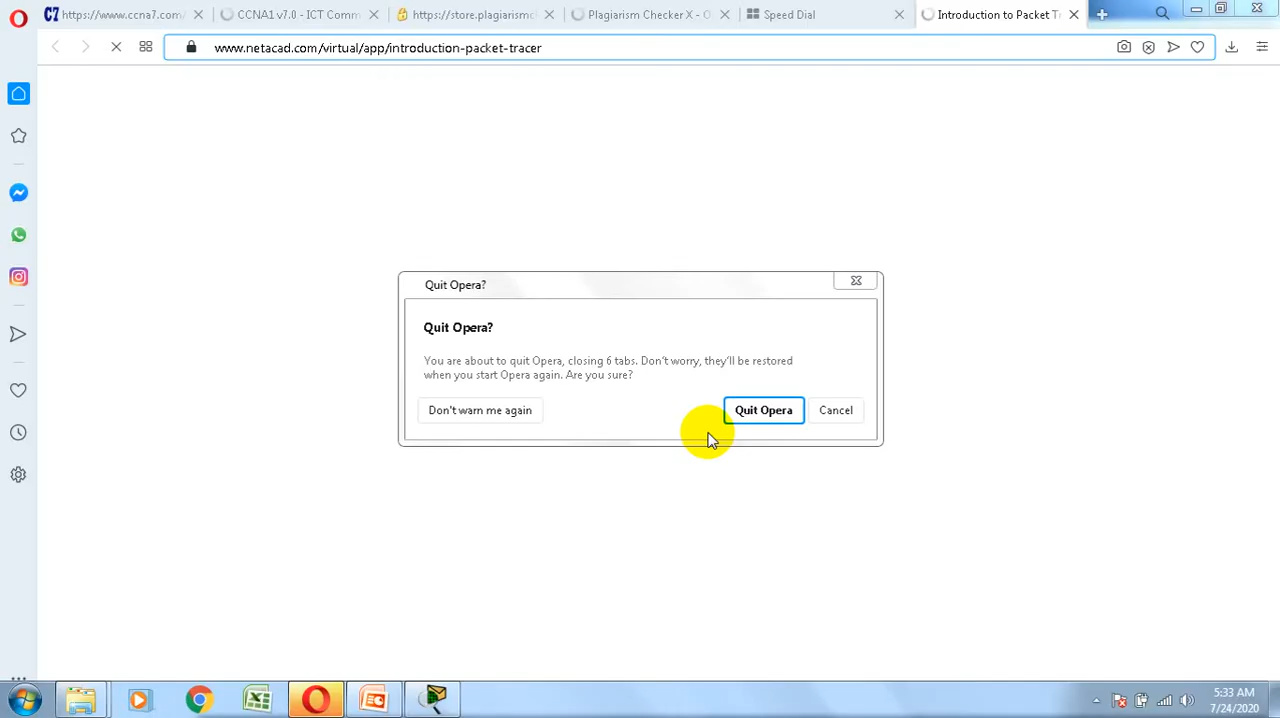 C7 https://www.ccna7.com/
CCNA1 v7.0 - ICT Comm
https://store.plagiarismc
Plagiarism Checker X - O
Speed Dial
Introduction to Packet T
www.netacad.com/virtual/app/introduction-packet-tracer
Quit Opera?
Quit Opera?
You are about to quit Opera, closing 6 tabs. Don't worry, they'll be restored
when you start Opera again. Are you sure?
Don't warn me again
Quit Opera
Cancel
5:33 AM
7/24/2020